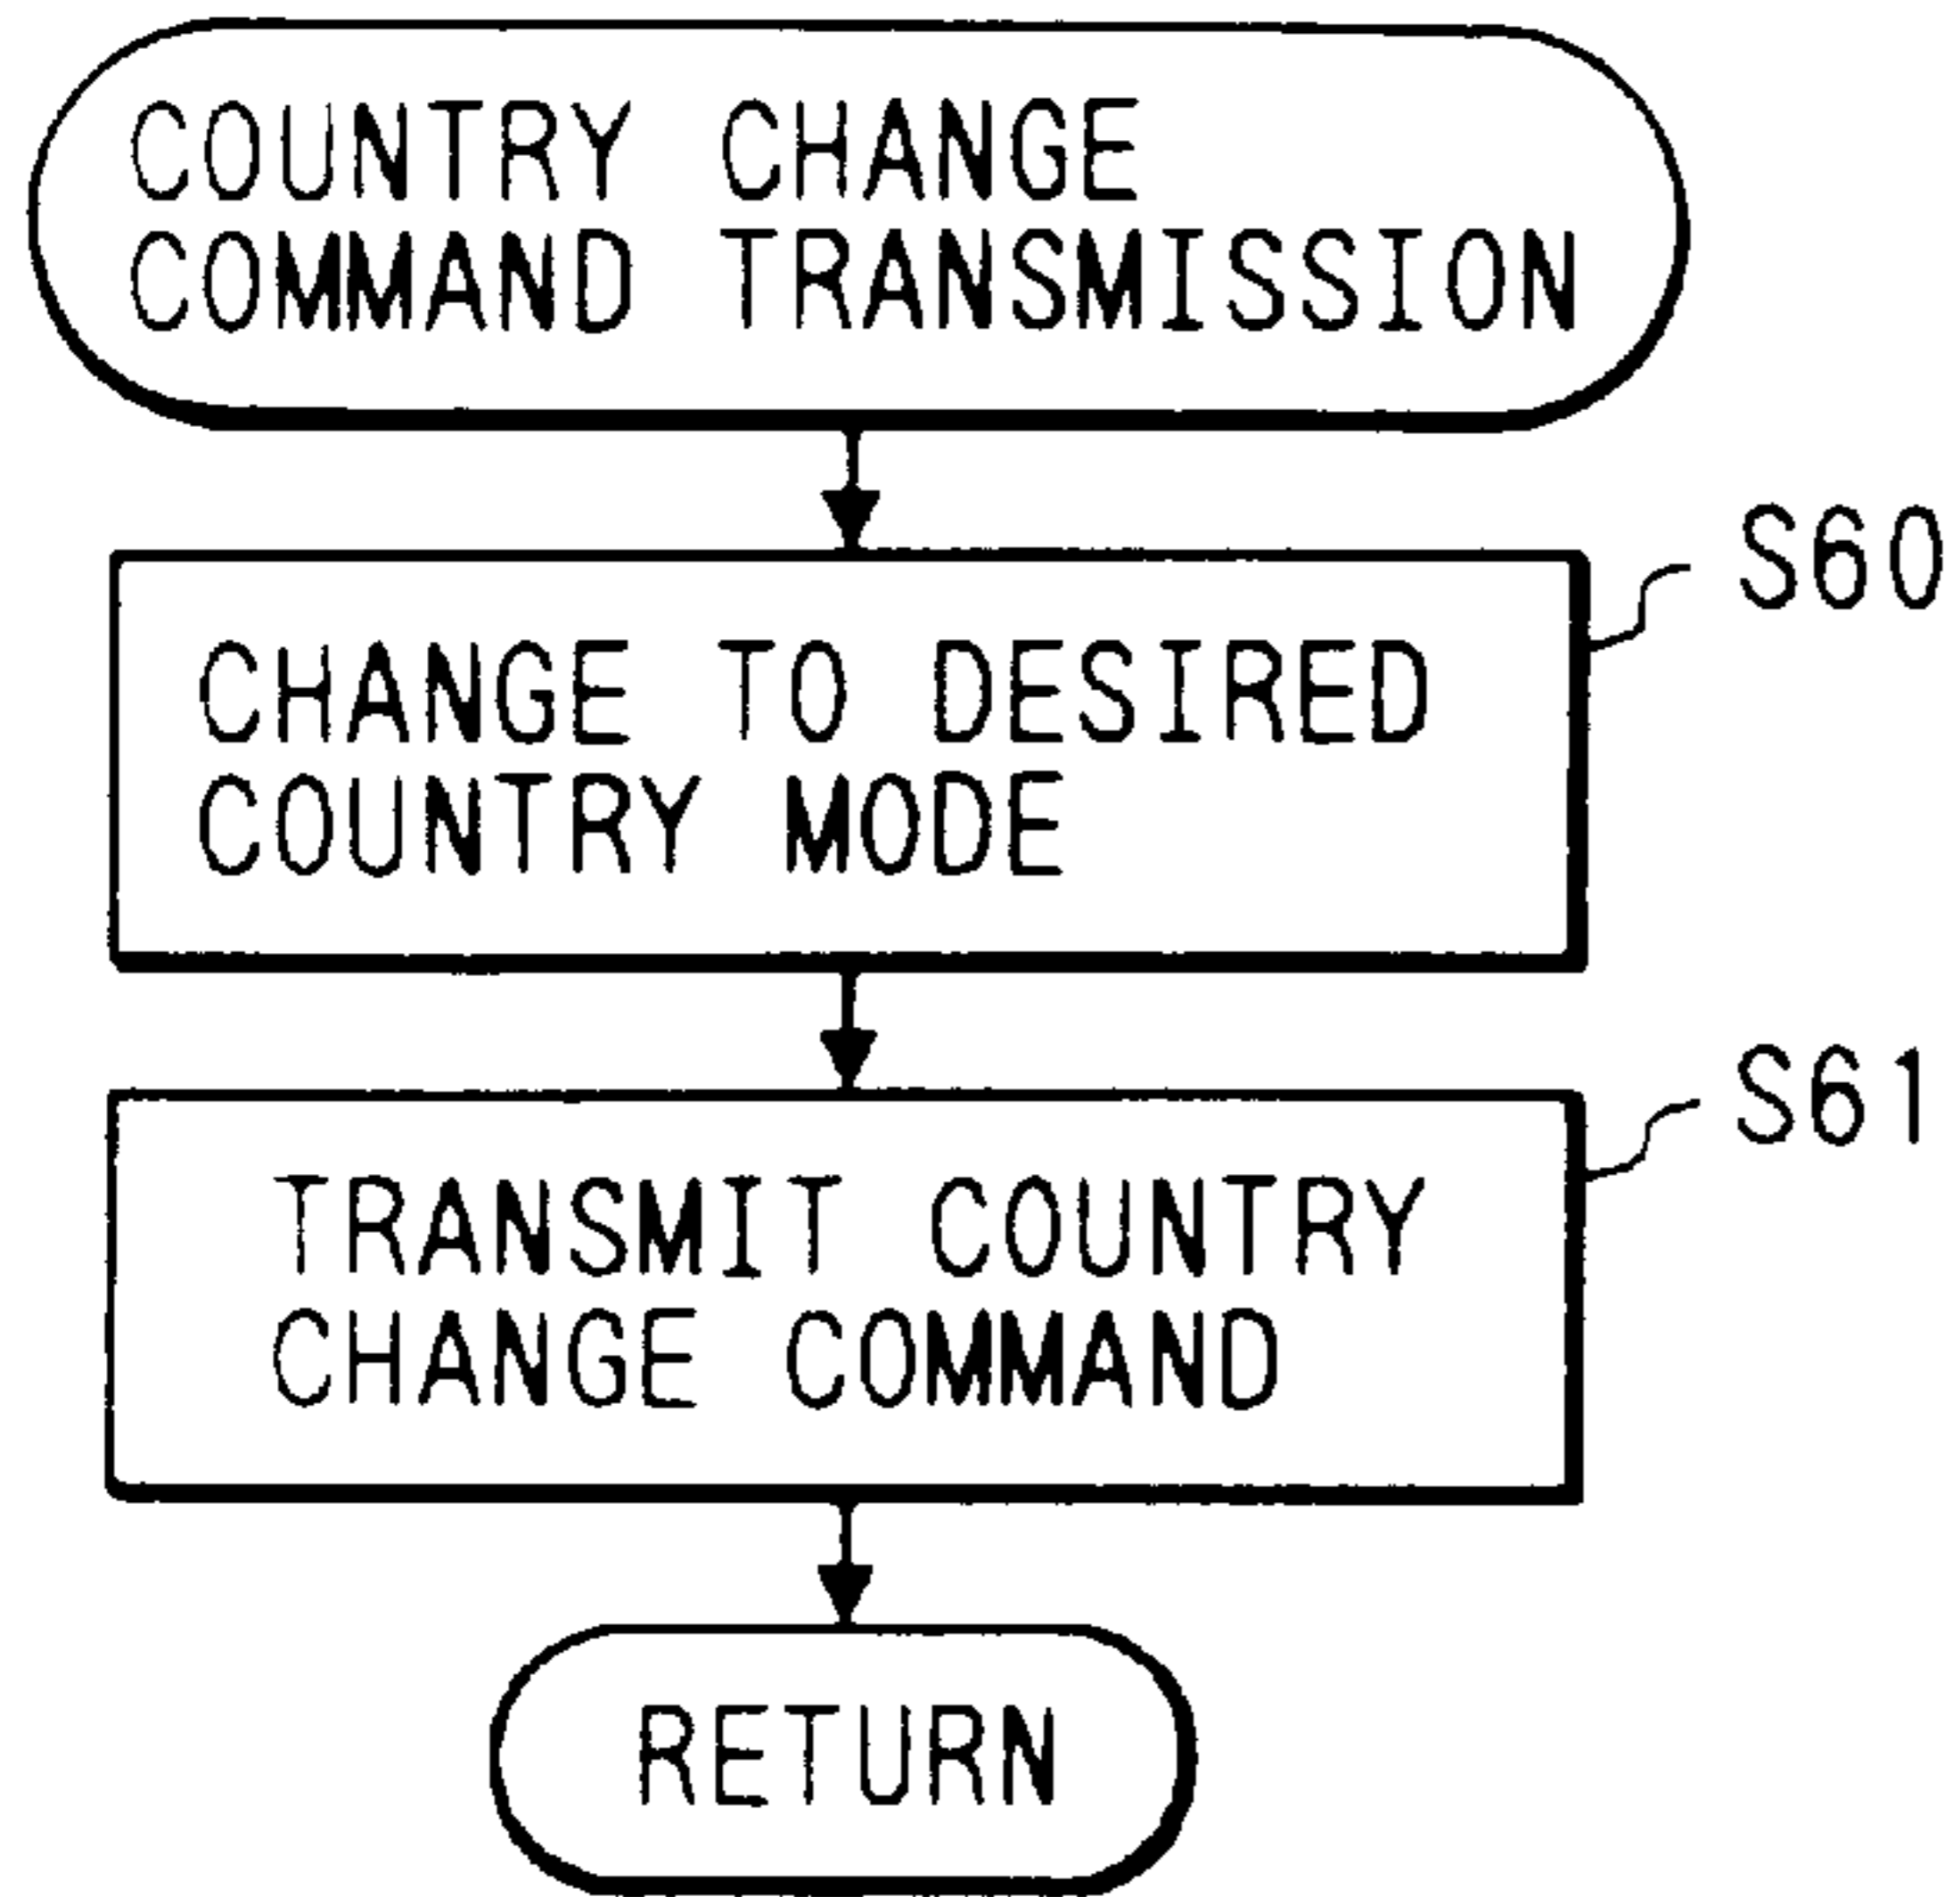 COUNTRY CHANGE
COMMAND TRANSMISSION
S60
CHANGE TO DESIRED
COUNTRY MODE
S61
TRANSMIT COUNTRY
CHANGE COMMAND
RETURN